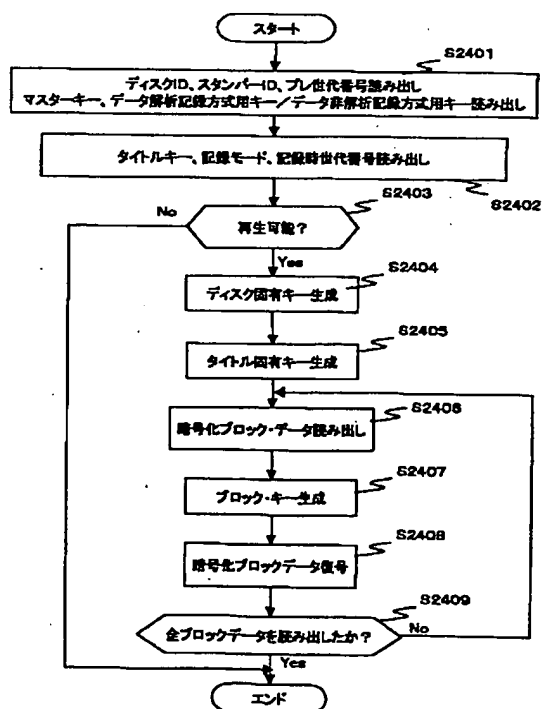 スタート
S2401
ディスクID、スタンパーID、プレ世代番号読み出し
マスターキー、データ解析記録方式用キー／データ非解析記録方式用キー読み出し
タイトルキー、記録モード、記録時世代番号読み出し
S2402
S2403
No
再生可能？
Yes
S2404
ディスク固有キー生成
S2405
タイトル固有キー生成
S2406
暗号化ブロック・データ読み出し
S2407
ブロック・キー生成
S2408
暗号化ブロックデータ復号
S2409
全ブロックデータを読み出したか？
No
Yes
エンド